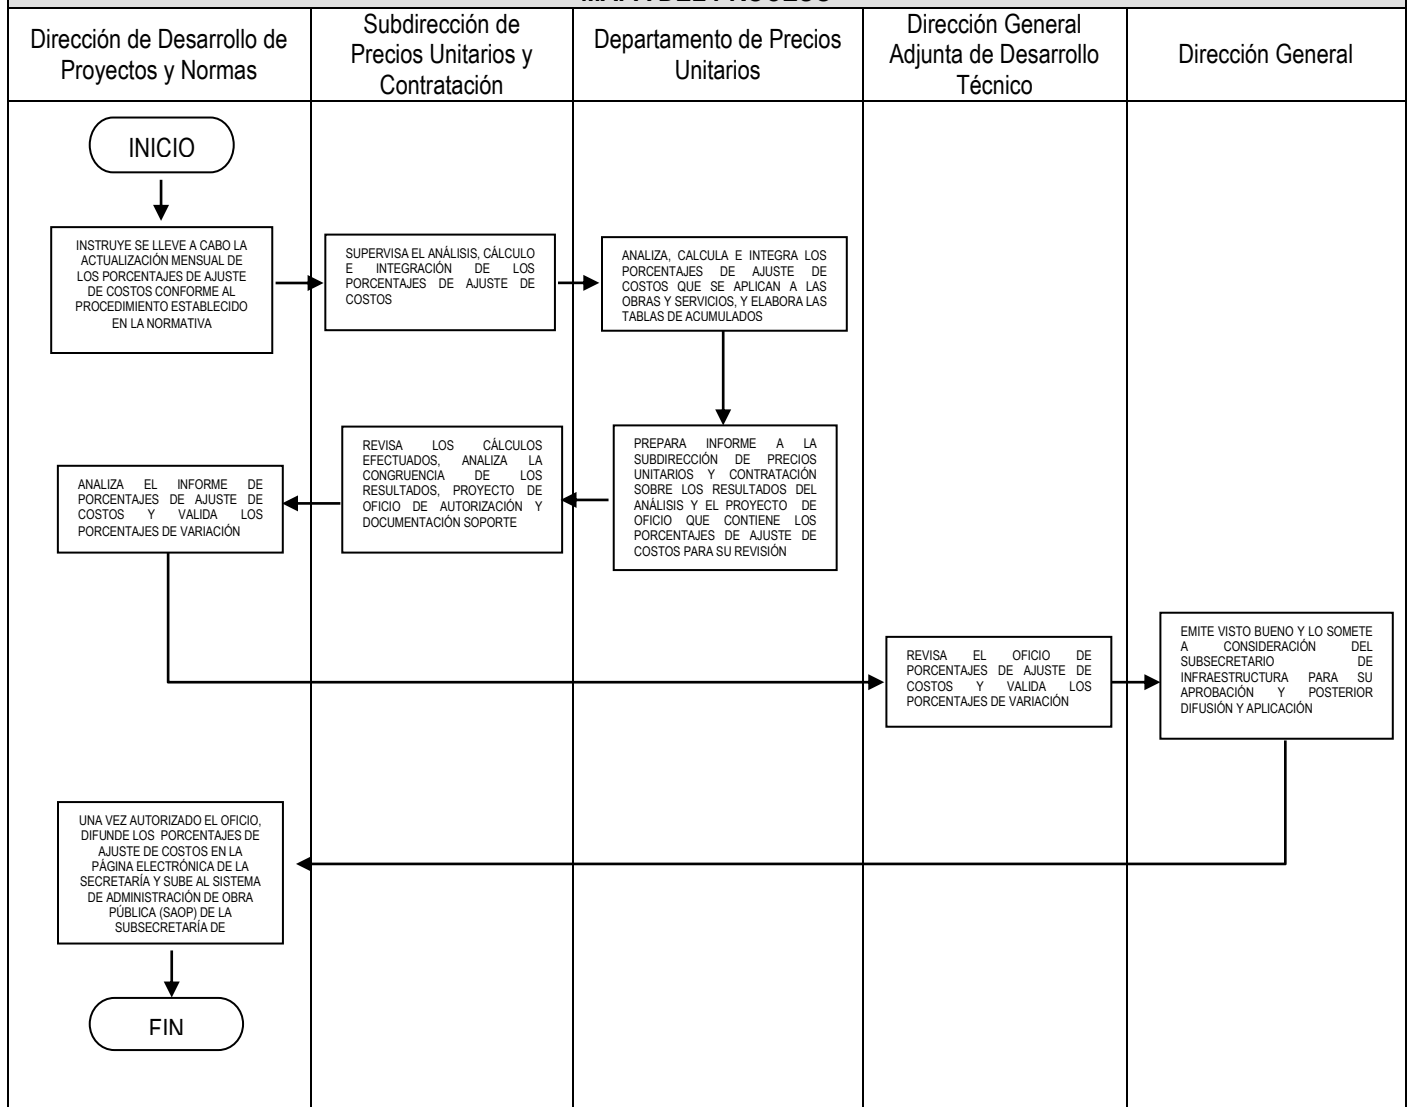 MAPA DEL PROCESO
Dirección de Desarrollo de
Proyectos y Normas
Subdirección de
Precios Unitarios y
Contratación
Departamento de Precios
Unitarios
Dirección General
Adjunta de Desarrollo
Técnico
Dirección General
INICIO
INSTRUYE SE LLEVE A CABO LA
ACTUALIZACIÓN MENSUAL DE
LOS PORCENTAJES DE AJUSTE
DE COSTOS CONFORME AL
PROCEDIMIENTO ESTABLECIDO
EN LA NORMATIVA
SUPERVISA EL ANÁLISIS, CÁLCULO
E INTEGRACIÓN DE LOS
PORCENTAJES DE AJUSTE DE
COSTOS
ANALIZA, CALCULA E INTEGRA LOS
PORCENTAJES DE AJUSTE DE
COSTOS QUE SE APLICAN A LAS
OBRAS Y SERVICIOS, Y ELABORA LAS
TABLAS DE ACUMULADOS
ANALIZA EL INFORME DE
PORCENTAJES DE AJUSTE DE
COSTOS Y VALIDA LOS
PORCENTAJES DE VARIACIÓN
REVISA LOS CÁLCULOS
EFECTUADOS, ANALIZA LA
CONGRUENCIA DE LOS
RESULTADOS, PROYECTO DE
OFICIO DE AUTORIZACIÓN Y
DOCUMENTACIÓN SOPORTE
PREPARA INFORME A LA
SUBDIRECCIÓN DE PRECIOS
UNITARIOS Y CONTRATACIÓN
SOBRE LOS RESULTADOS DEL
ANÁLISIS Y EL PROYECTO DE
OFICIO QUE CONTIENE LOS
PORCENTAJES DE AJUSTE DE
COSTOS PARA SU REVISIÓN
REVISA EL OFICIO DE
PORCENTAJES DE AJUSTE DE
COSTOS Y VALIDA LOS
PORCENTAJES DE VARIACIÓN
EMITE VISTO BUENO Y LO SOMETE
A CONSIDERACIÓN DEL
SUBSECRETARIO DE
INFRAESTRUCTURA PARA SU
APROBACIÓN Y POSTERIOR
DIFUSIÓN Y APLICACIÓN
UNA VEZ AUTORIZADO EL OFICIO,
DIFUNDE LOS PORCENTAJES DE
AJUSTE DE COSTOS EN LA
PÁGINA ELECTRÓNICA DE LA
SECRETARÍA Y SUBE AL SISTEMA
DE ADMINISTRACIÓN DE OBRA
PÚBLICA (SAOP) DE LA
SUBSECRETARÍA DE
FIN